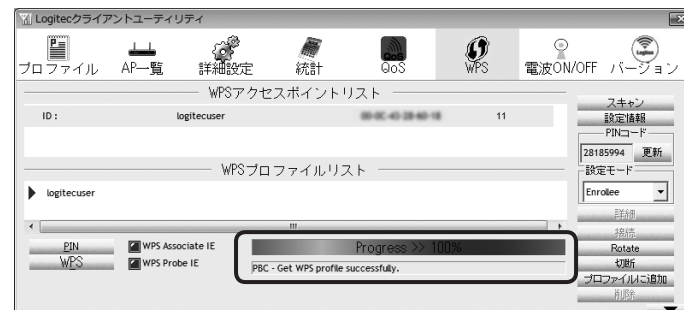 Logitecクライアントユーティリティ
プロファイル AP一覧 詳細設定 統計 QoS WPS 電波ON/OFF バージョン
WPSアクセスポイントリスト
ID : logitecuser 11
WPSプロファイルリスト
logitecuser
PIN WPS Associate IE Progress >> 100%
WPS WPS Probe IE PBC - Get WPS profile successfully.
スキャン
設定情報
PINコード
28185994 更新
設定モード
Enrollee
詳細
接続
Rotate
切断
プロファイルに追加
削除